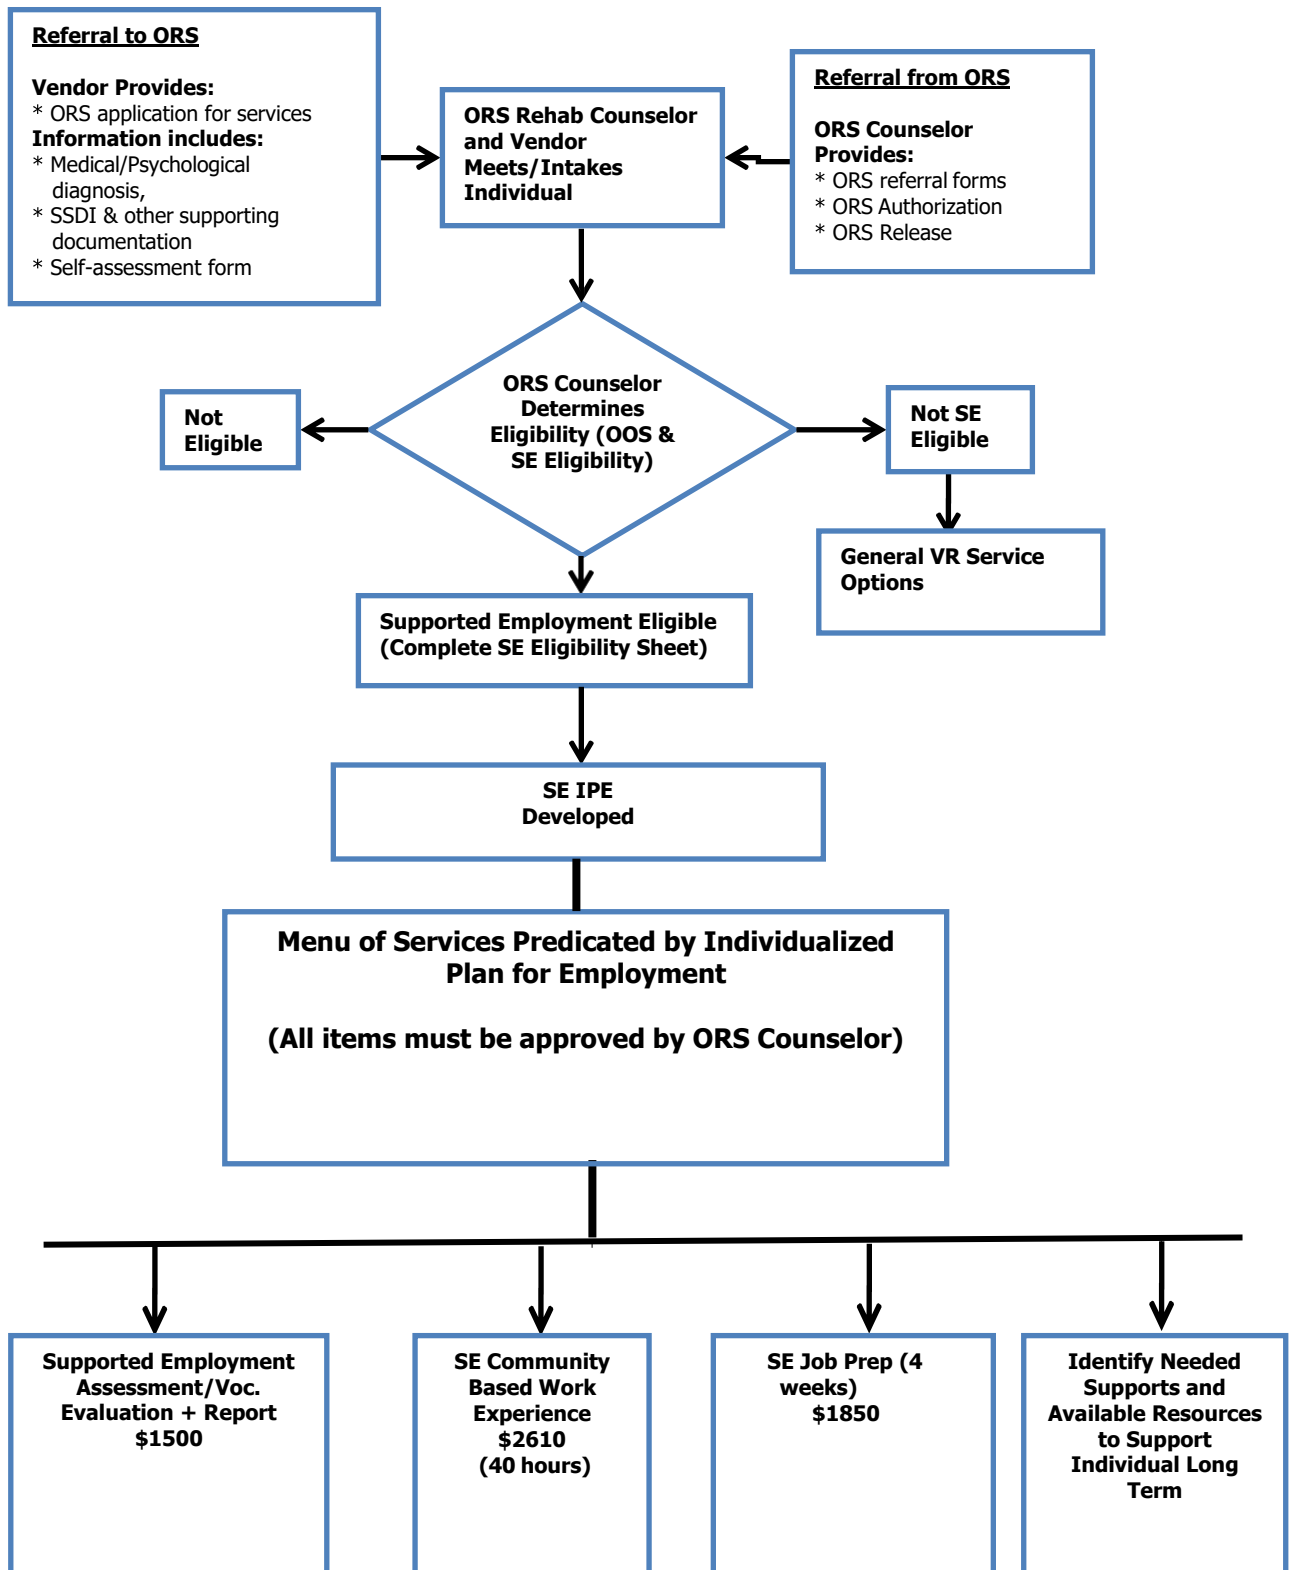 Referral to ORS
Vendor Provides:
* ORS application for services
Information includes:
* Medical/Psychological
diagnosis,
* SSDI & other supporting
documentation
* Self-assessment form
ORS Rehab Counselor
and Vendor
Meets/Intakes
Individual
Referral from ORS
ORS Counselor
Provides:
* ORS referral forms
* ORS Authorization
* ORS Release
ORS Counselor
Determines
Eligibility (OOS &
SE Eligibility)
Not
Eligible
Not SE
Eligible
General VR Service
Options
Supported Employment Eligible
(Complete SE Eligibility Sheet)
SE IPE
Developed
Menu of Services Predicated by Individualized
Plan for Employment
(All items must be approved by ORS Counselor)
Supported Employment
Assessment/Voc.
Evaluation + Report
$1500
SE Community
Based Work
Experience
$2610
(40 hours)
SE Job Prep (4
weeks)
$1850
Identify Needed
Supports and
Available Resources
to Support
Individual Long
Term